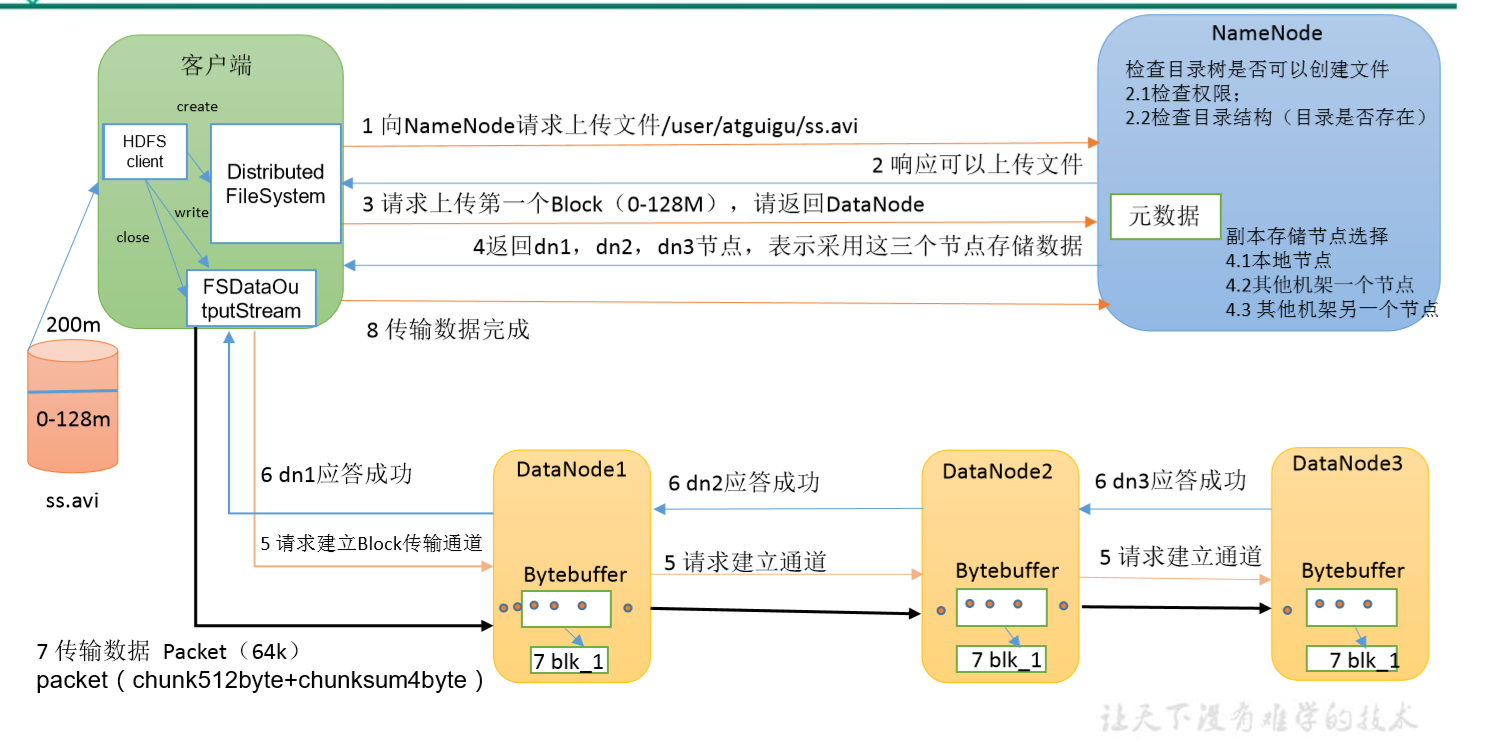 客户端
create
HDFS
client
Distributed
FileSystem
write
close
FSDataOu
tputStream
200m
0-128m
ss.avi
1 向NameNode请求上传文件/user/atguigu/ss.avi
2 响应可以上传文件
3 请求上传第一个Block（0-128M），请返回DataNode
4返回dn1，dn2，dn3节点，表示采用这三个节点存储数据
8 传输数据完成
NameNode
检查目录树是否可以创建文件
2.1检查权限；
2.2检查目录结构（目录是否存在）
元数据
副本存储节点选择
4.1本地节点
4.2其他机架一个节点
4.3 其他机架另一个节点
6 dn1应答成功
5 请求建立Block传输通道
DataNode1
Bytebuffer
7 blk_1
6 dn2应答成功
5 请求建立通道
DataNode2
Bytebuffer
7 blk_1
6 dn3应答成功
5 请求建立通道
DataNode3
Bytebuffer
7 blk_1
7 传输数据 Packet（64k）
packet（chunk512byte+chunksum4byte）
让天下没有难学的技术